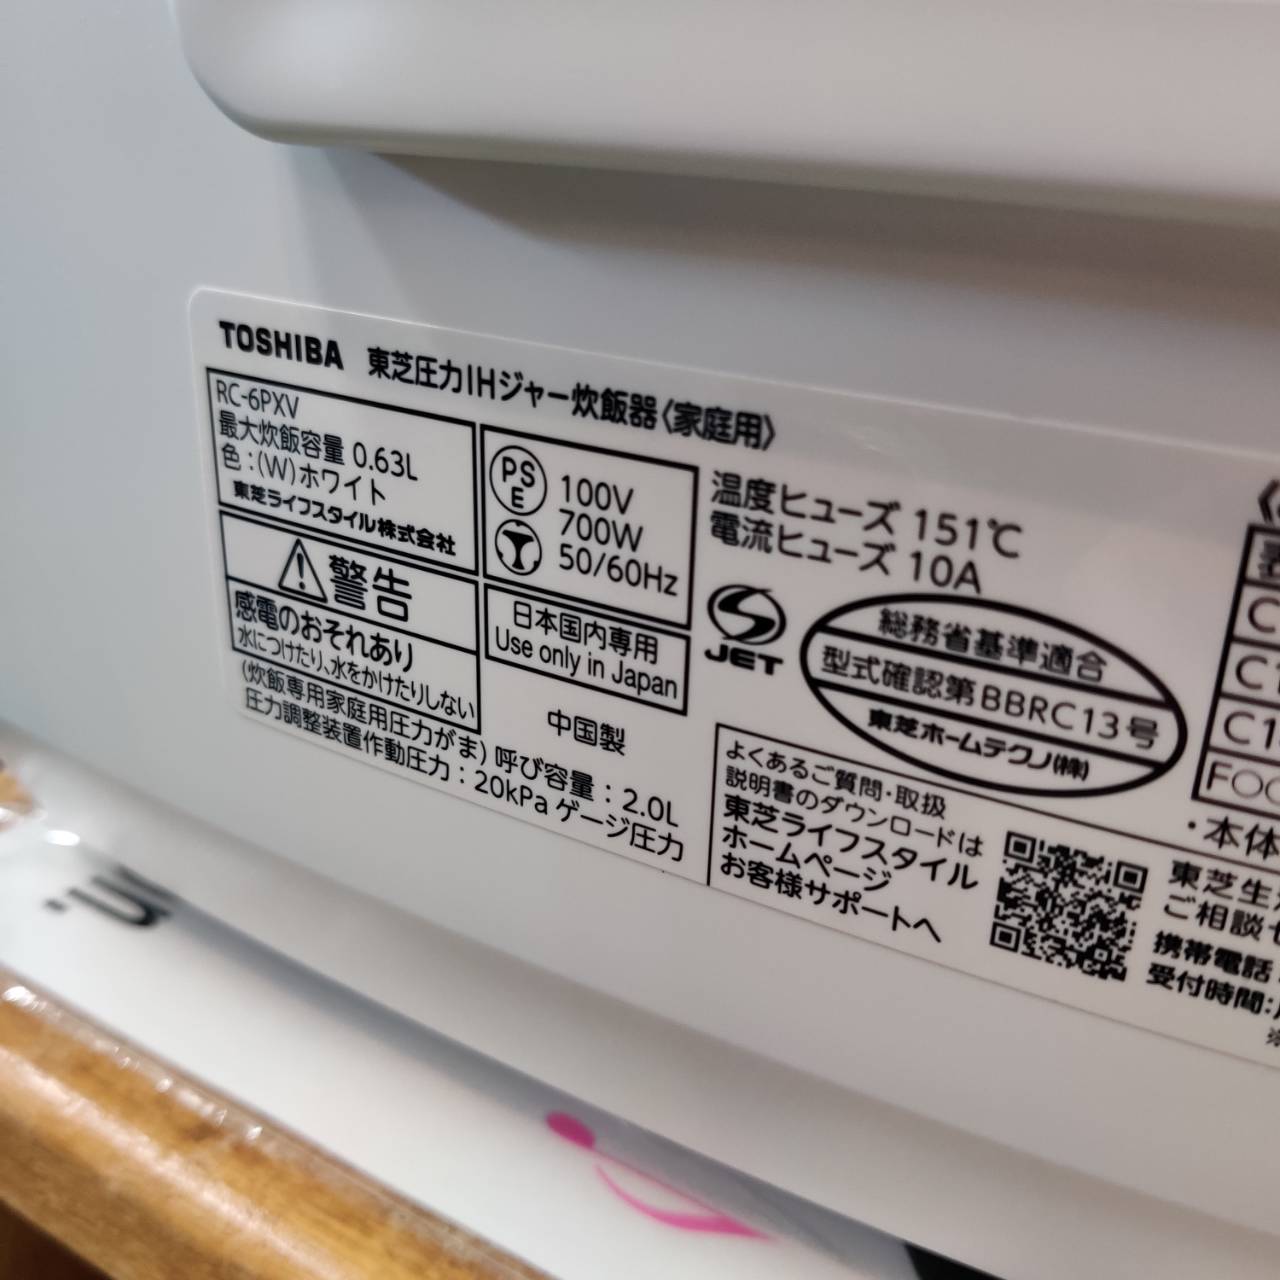 TOSHIBA 東芝圧力IHジャー炊飯器〈家庭用〉
RC-6PXV
最大炊飯容量 0.63L
色:(W)ホワイト
東芝ライフスタイル株式会社
警告
感電のおそれあり
水につけたり、水をかけたりしない
PS
E
100V
700W
50/60Hz
日本国内専用
Use only in Japan
中国製
(炊飯専用家庭用圧力がま) 呼び容量:2.0L
圧力調整装置作動圧力:20kPa ゲージ圧力
温度ヒューズ 151℃
電流ヒューズ 10A
JET
総務省基準適合
型式確認第BBRC13号
東芝ホームテクノ(株)
よくあるご質問・取扱
説明書のダウンロードは
東芝ライフスタイル
ホームページ
お客様サポートへ
・本体
ご相談
携帯電話
受付時間: